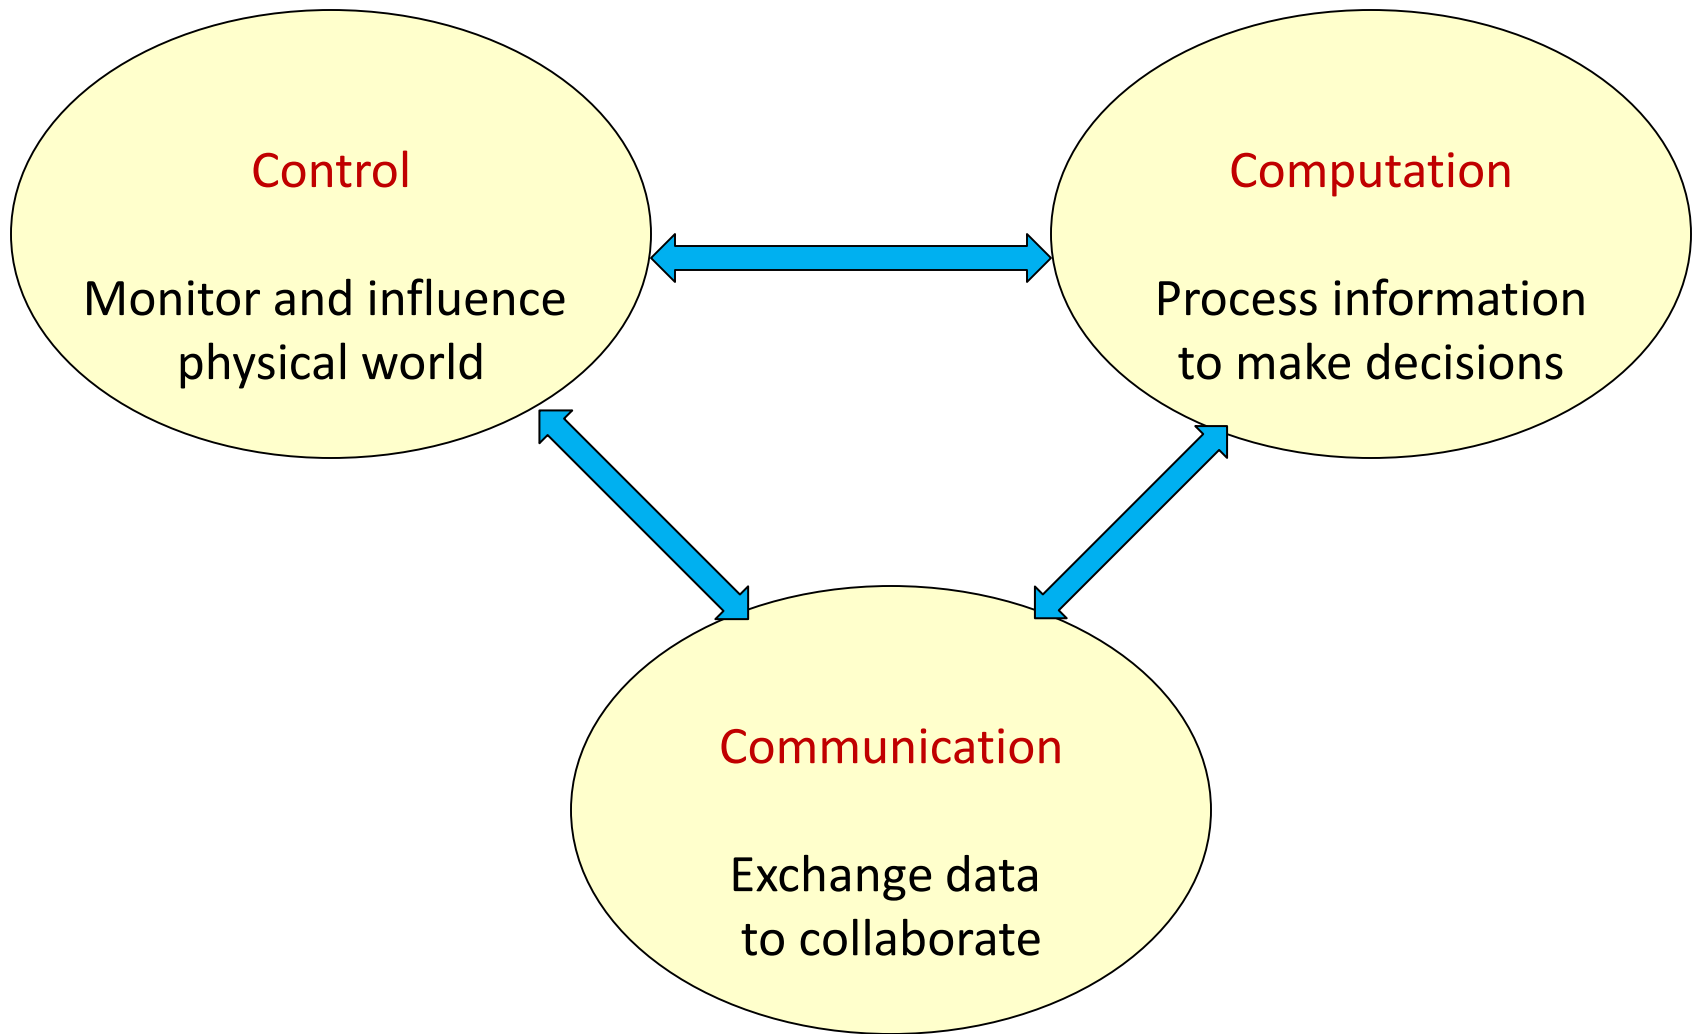 Control
Monitor and influence
physical world
Computation
Process information
to make decisions
Communication
Exchange data
to collaborate